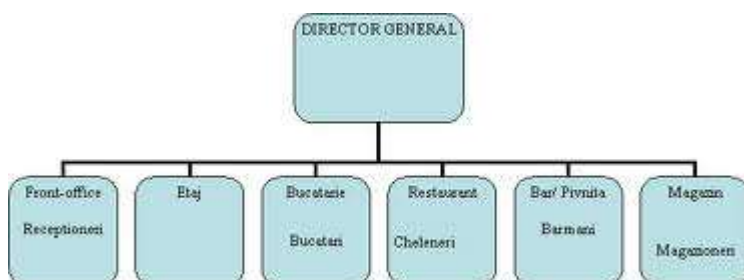 DIRECTOR GENERAL
Front-office
Receptioneri
Etaj
Bucatarie
Bucatari
Restaurant
Cheleneri
Bar/ Pivnita
Barmani
Magazin
Magazioneri